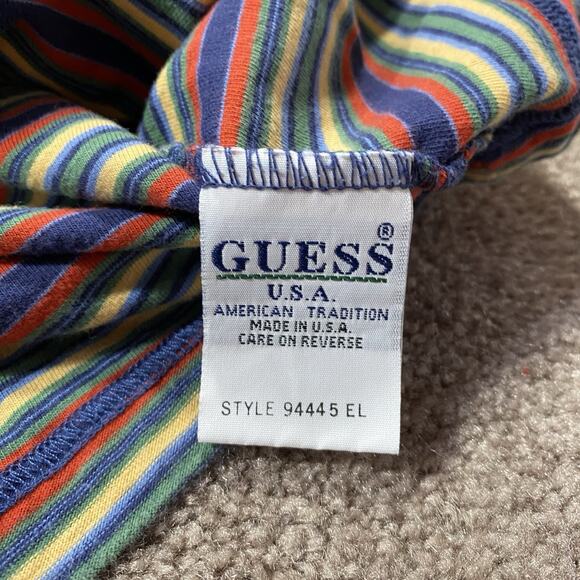 GUESS®
U.S.A.
AMERICAN TRADITION
MADE IN U.S.A.
CARE ON REVERSE
STYLE 94445 EL